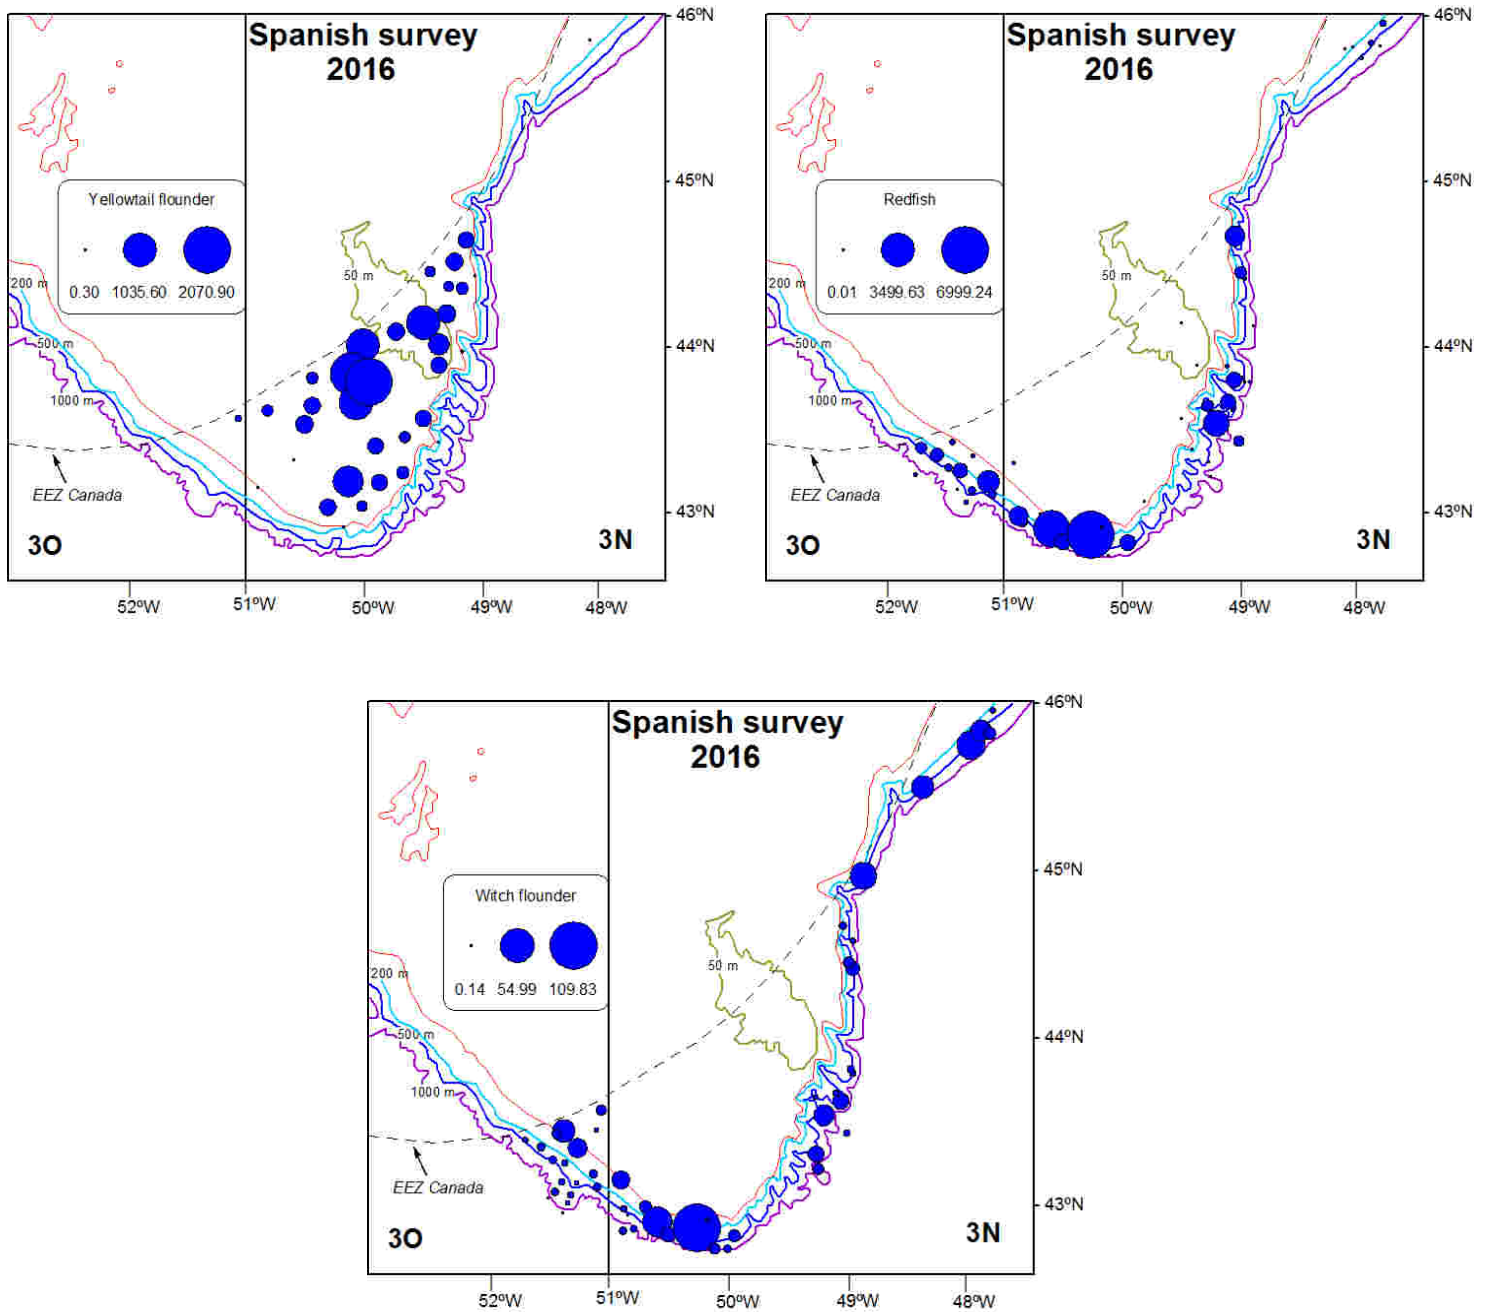 Spanish survey
2016
46ºN
45ºN
44ºN
43ºN
Yellowtail flounder
0.30 1035.60 2070.90
50 m
200 m
500 m
1000 m
EEZ Canada
3O
3N
52ºW 51ºW 50ºW 49ºW 48ºW
Spanish survey
2016
46ºN
45ºN
44ºN
43ºN
Redfish
0.01 3499.63 6999.24
50 m
200 m
500 m
1000 m
EEZ Canada
3O
3N
52ºW 51ºW 50ºW 49ºW 48ºW
Spanish survey
2016
46ºN
45ºN
44ºN
43ºN
Witch flounder
0.14 54.99 109.83
50 m
200 m
500 m
1000 m
EEZ Canada
3O
3N
52ºW 51ºW 50ºW 49ºW 48ºW